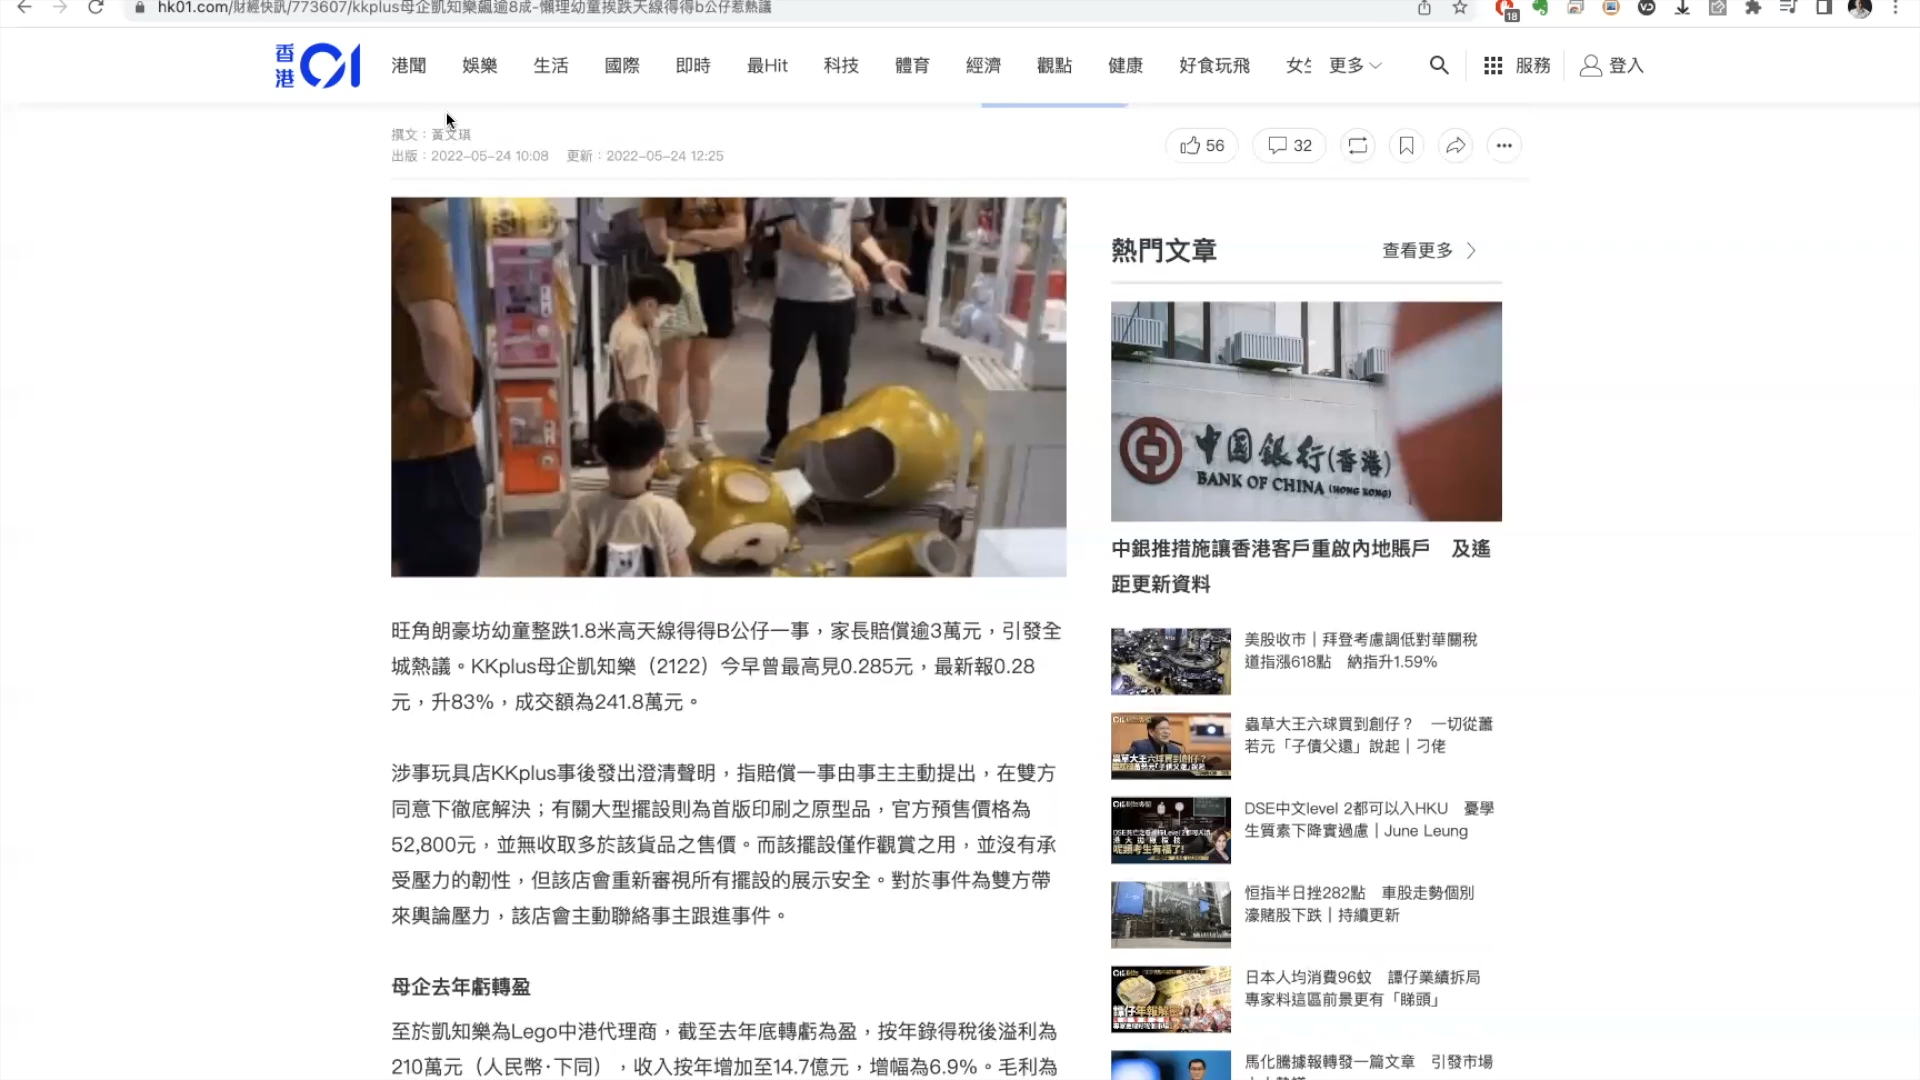 hk01.com/財經快訊/773607/kkplus母企凱知樂飆逾8成-懶理幼童挨跌天線得得b公仔惹熱議
18
香港01
港聞 娛樂 生活 國際 即時 最Hit 科技 體育 經濟 觀點 健康 好食玩飛 女生 更多 服務 登入
撰文：黃文琪
出版：2022-05-24 10:08 更新：2022-05-24 12:25
56 32
旺角朗豪坊幼童整跌1.8米高天線得得B公仔一事，家長賠償逾3萬元，引發全
城熱議。KKplus母企凱知樂（2122）今早曾最高見0.285元，最新報0.28
元，升83%，成交額為241.8萬元。
涉事玩具店KKplus事後發出澄清聲明，指賠償一事由事主主動提出，在雙方
同意下徹底解決；有關大型擺設則為首版印刷之原型品，官方預售價格為
52,800元，並無收取多於該貨品之售價。而該擺設僅作觀賞之用，並沒有承
受壓力的韌性，但該店會重新審視所有擺設的展示安全。對於事件為雙方帶
來輿論壓力，該店會主動聯絡事主跟進事件。
母企去年虧轉盈
至於凱知樂為Lego中港代理商，截至去年底轉虧為盈，按年錄得稅後溢利為
210萬元（人民幣·下同），收入按年增加至14.7億元，增幅為6.9%。毛利為
熱門文章
查看更多
中國銀行(香港)
BANK OF CHINA (HONG KONG)
中銀推措施讓香港客戶重啟內地賬戶 及遙
距更新資料
美股收市｜拜登考慮調低對華關稅
道指漲618點 納指升1.59%
蟲草大王六球買到創仔？ 一切從蕭
若元「子債父還」說起｜刁佬
DSE中文level 2都可以入HKU 憂學
生質素下降實過慮｜June Leung
恒指半日挫282點 車股走勢個別
濠賭股下跌｜持續更新
日本人均消費96蚊 譚仔業績拆局
專家料這區前景更有「睇頭」
馬化騰據報轉發一篇文章 引發市場